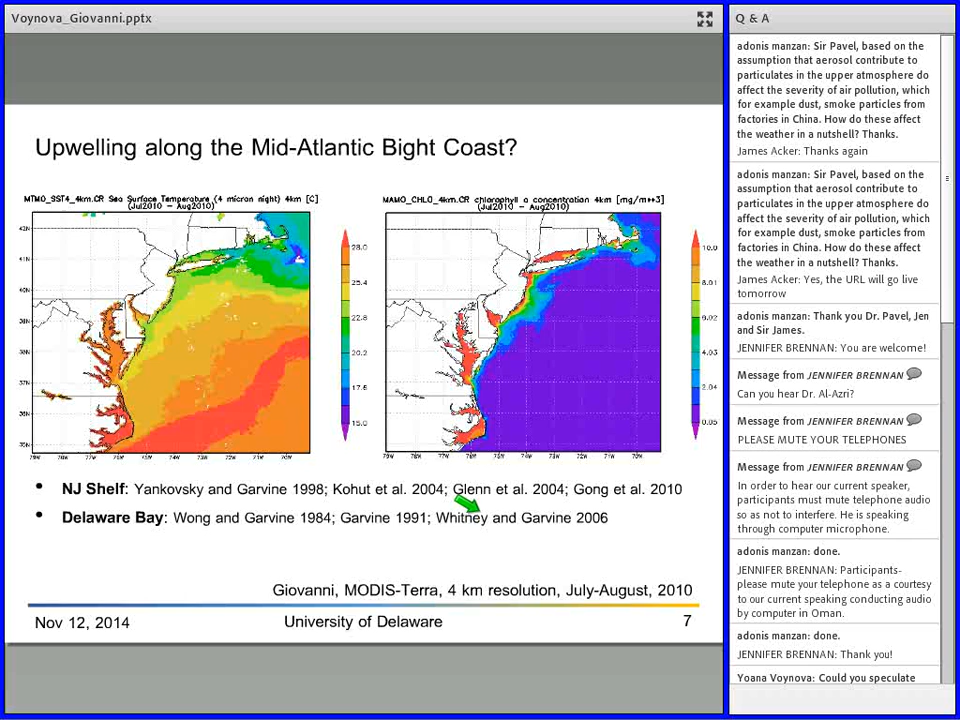 Voynova_Giovanni.pptx
Upwelling along the Mid-Atlantic Bight Coast?
MTMO_SST4_4km.CR Sea Surface Temperature (4 micron night) 4km [C]
(Jul2010 – Aug2010)
28.0
25.4
22.8
20.2
17.5
15.0
MAMO_CHLO_4km.CR chlorophyll a concentration 4km [mg/m**3]
(Jul2010 – Aug2010)
10.0
8.01
6.02
4.03
2.04
0.05
• NJ Shelf: Yankovsky and Garvine 1998; Kohut et al. 2004; Glenn et al. 2004; Gong et al. 2010
• Delaware Bay: Wong and Garvine 1984; Garvine 1991; Whitney and Garvine 2006
Giovanni, MODIS-Terra, 4 km resolution, July-August, 2010
Nov 12, 2014
University of Delaware
7
Q & A
adonis manzan: Sir Pavel, based on the
assumption that aerosol contribute to
particulates in the upper atmosphere do
affect the severity of air pollution, which
for example dust, smoke particles from
factories in China. How do these affect
the weather in a nutshell? Thanks.
James Acker: Thanks again
adonis manzan: Sir Pavel, based on the
assumption that aerosol contribute to
particulates in the upper atmosphere do
affect the severity of air pollution, which
for example dust, smoke particles from
factories in China. How do these affect
the weather in a nutshell? Thanks.
James Acker: Yes, the URL will go live
tomorrow
adonis manzan: Thank you Dr. Pavel, Jen
and Sir James.
JENNIFER BRENNAN: You are welcome!
Message from JENNIFER BRENNAN
Can you hear Dr. Al-Azri?
Message from JENNIFER BRENNAN
PLEASE MUTE YOUR TELEPHONES
Message from JENNIFER BRENNAN
In order to hear our current speaker,
participants must mute telephone audio
so as not to interfere. He is speaking
through computer microphone.
adonis manzan: done.
JENNIFER BRENNAN: Participants-
please mute your telephone as a courtesy
to our current speaking conducting audio
by computer in Oman.
adonis manzan: done.
JENNIFER BRENNAN: Thank you!
Yoana Voynova: Could you speculate